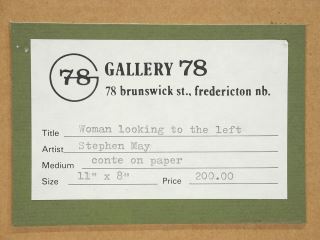 78 G GALLERY 78
78 brunswick st., fredericton nb.
Title Woman looking to the left
Artist Stephen May
Medium conte on paper
Size 11" x 8" Price 200.00